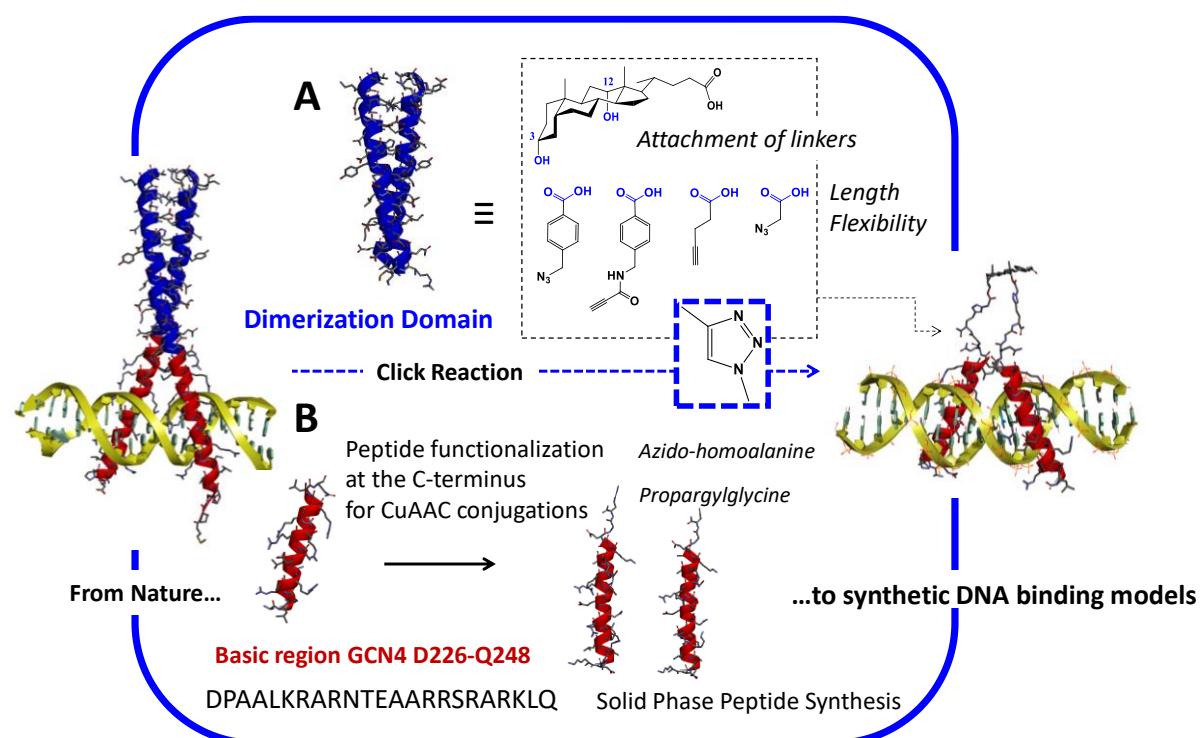 A
12
O
OH
OH
3
OH
Attachment of linkers
O OH
O OH
O OH
O OH
Length
Flexibility
N3
N3
HN
O
≡
Dimerization Domain
N
N
N
Click Reaction
B
Peptide functionalization
at the C-terminus
for CuAAC conjugations
Azido-homoalanine
Propargylglycine
From Nature...
...to synthetic DNA binding models
Basic region GCN4 D226-Q248
DPAALKRARNTEAARRSRARKLQ
Solid Phase Peptide Synthesis